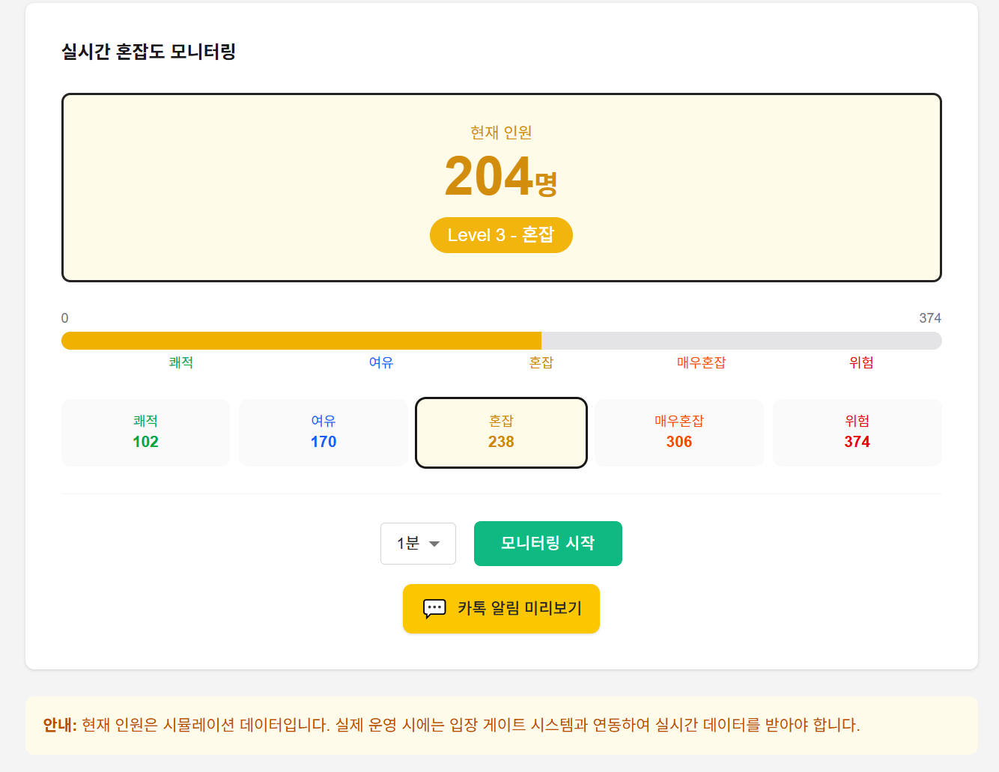 실시간 혼잡도 모니터링
현재 인원
204명
Level 3 - 혼잡
0 374
쾌적 여유 혼잡 매우혼잡 위험
쾌적 여유 혼잡 매우혼잡 위험
102 170 238 306 374
1분 모니터링 시작
카톡 알림 미리보기
안내: 현재 인원은 시뮬레이션 데이터입니다. 실제 운영 시에는 입장 게이트 시스템과 연동하여 실시간 데이터를 받아야 합니다.